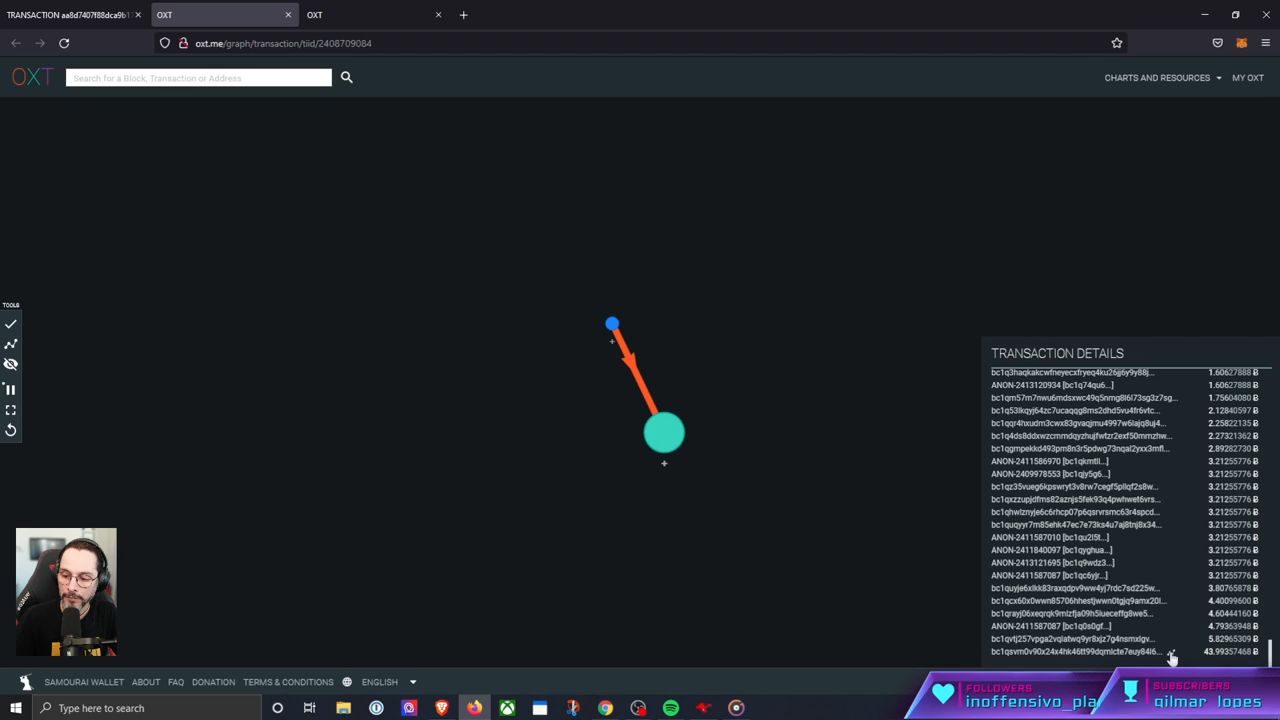 TRANSACTION aa8d7407f88dca9b1
OXT
OXT
oxt.me/graph/transaction/tiid/2408709084
OXT
Search for a Block, Transaction or Address
CHARTS AND RESOURCES
MY OXT
TOOLS
TRANSACTION DETAILS
1.60627888 Ƀ
ANON-2413120934 [bc1q74qu6...] 1.60627888 Ƀ
1.75604080 Ƀ
2.12840597 Ƀ
2.25822135 Ƀ
2.27321362 Ƀ
2.89282730 Ƀ
ANON-2411586970 [bc1qkmtll...] 3.21255776 Ƀ
ANON-2409978553 [bc1qjy5g6...] 3.21255776 Ƀ
3.21255776 Ƀ
3.21255776 Ƀ
3.21255776 Ƀ
3.21255776 Ƀ
ANON-2411587010 [bc1qu2l5t...] 3.21255776 Ƀ
ANON-2411840097 [bc1qyghua...] 3.21255776 Ƀ
ANON-2413121695 [bc1q9wdz3...] 3.21255776 Ƀ
ANON-2411587087 [bc1qc6yjr...] 3.21255776 Ƀ
3.80765878 Ƀ
4.40099600 Ƀ
4.60444160 Ƀ
ANON-2411587087 [bc1q0s0gf...] 4.79363948 Ƀ
5.82965309 Ƀ
43.99357468 Ƀ
SAMOURAI WALLET
ABOUT
FAQ
DONATION
TERMS & CONDITIONS
ENGLISH
FOLLOWERS
inoffensivo_pla
SUBSCRIBERS
gilmar_lopes
Type here to search